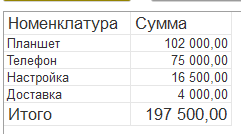 Номенклатура Сумма
Планшет 102 000,00
Телефон 75 000,00
Настройка 16 500,00
Доставка 4 000,00
Итого 197 500,00